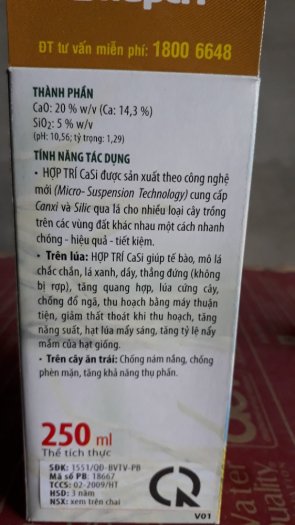 ĐT tư vấn miễn phí: 1800 6648
THÀNH PHẦN
CaO: 20 % w/v (Ca: 14,3 %)
SiO2: 5 % w/v
(pH: 10,56; tỷ trọng: 1,29)
TÍNH NĂNG TÁC DỤNG
• HỢP TRÍ CaSi được sản xuất theo công nghệ
mới (Micro- Suspension Technology) cung cấp
Canxi và Silic qua lá cho nhiều loại cây trồng
trên các vùng đất khác nhau một cách nhanh
chóng - hiệu quả - tiết kiệm.
• Trên lúa: HỢP TRÍ CaSi giúp tế bào, mô lá
chắc chắn, lá xanh, dầy, thẳng đứng (không
bị rợp), tăng quang hợp, lúa cứng cây,
chống đổ ngã, thu hoạch bằng máy thuận
tiện, giảm thất thoát khi thu hoạch, tăng
năng suất, hạt lúa mẩy sáng, tăng tỷ lệ nẩy
mầm của hạt giống.
• Trên cây ăn trái: Chống nám nắng, chống
phèn mặn, tăng khả năng thụ phấn.
250 ml
Thể tích thực
SĐK: 1551/QĐ-BVTV-PB
Mã số PB: 18667
TCCS: 02-2009/HT
HSD: 3 năm
NSX: xem trên chai
V01